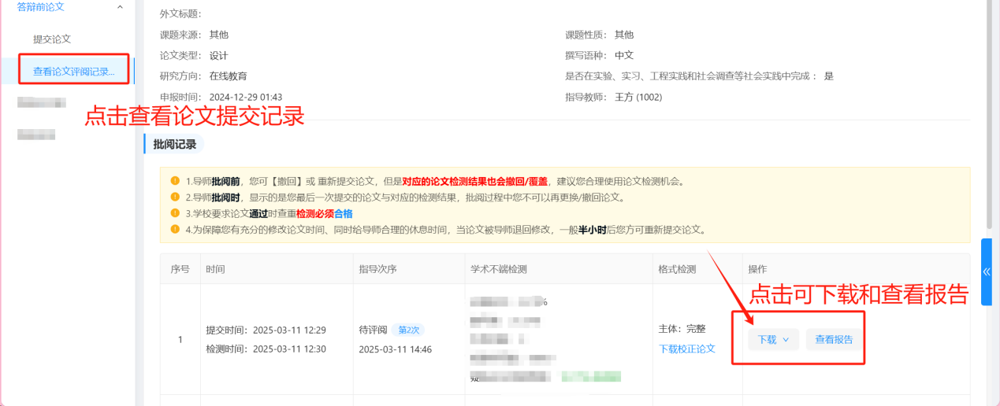 答辩前论文
提交论文
查看论文评阅记录...
点击查看论文提交记录
外文标题：
课题来源： 其他
课题性质： 其他
论文类型： 设计
撰写语种： 中文
研究方向： 在线教育
是否在实验、实习、工程实践和社会调查等社会实践中完成： 是
申报时间： 2024-12-29 01:43
指导教师： 王方 (1002)
批阅记录
1.导师批阅前，您可【撤回】或 重新提交论文，但是对应的论文检测结果也会撤回/覆盖，建议您合理使用论文检测机会。
2.导师批阅时，显示的是您最后一次提交的论文与对应的检测结果，批阅过程中您不可以再更换/撤回论文。
3.学校要求论文通过时查重检测必须合格
4.为保障您有充分的修改论文时间、同时给导师合理的休息时间，当论文被导师退回修改，一般半小时后您方可重新提交论文。
序号 时间 指导次序 学术不端检测 格式检测 操作
点击可下载和查看报告
1
提交时间：2025-03-11 12:29
检测时间：2025-03-11 12:30
待评阅 第2次
2025-03-11 14:46
%
疑
主体：完整
下载校正论文
下载
查看报告